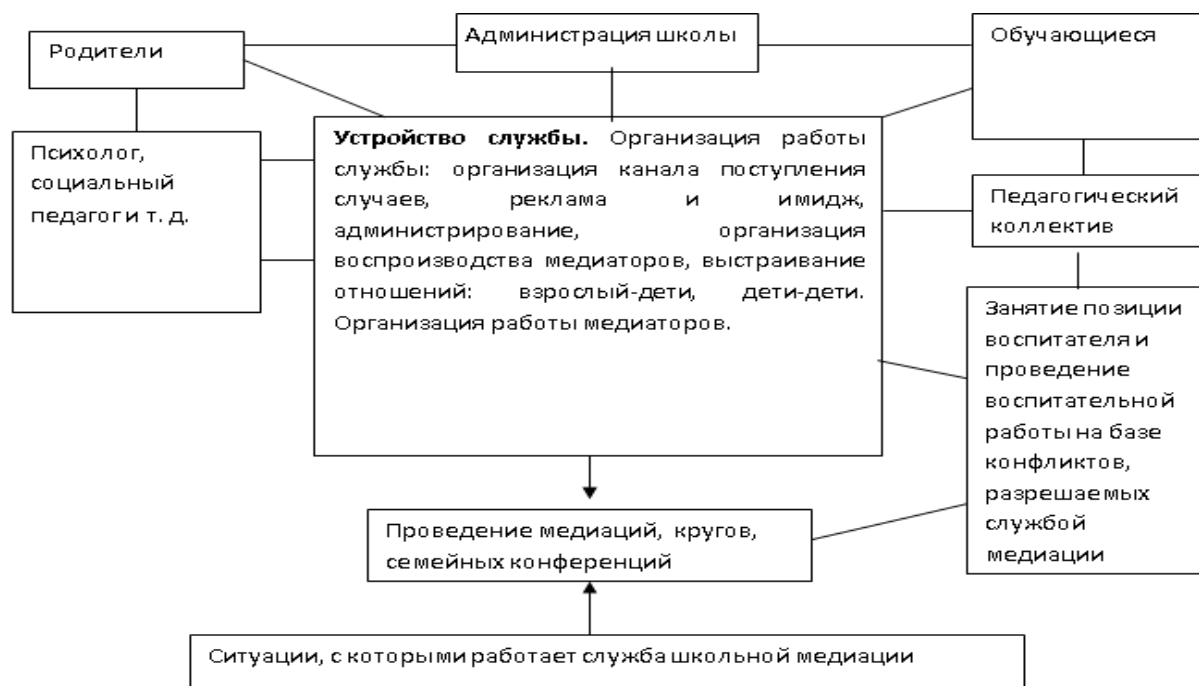 Родители
Администрация школы
Обучающиеся
Психолог,
социальный
педагог и т. д.
Устройство службы. Организация работы
службы: организация канала поступления
случаев, реклама и имидж,
администрирование, организация
воспроизводства медиаторов, выстраивание
отношений: взрослый-дети, дети-дети.
Организация работы медиаторов.
Педагогический
коллектив
Занятие позиции
воспитателя и
проведение
воспитательной
работы на базе
конфликтов,
разрешаемых
службой
медиации
Проведение медиаций, кругов,
семейных конференций
Ситуации, с которыми работает служба школьной медиации